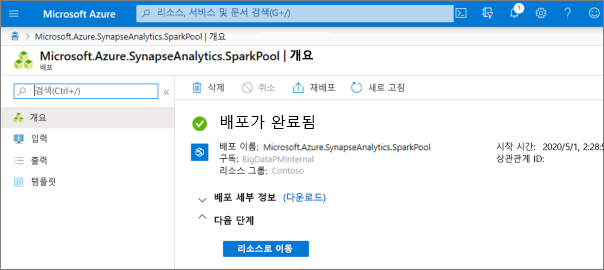 Microsoft Azure
리소스, 서비스 및 문서 검색(G+/)
1
홈 > Microsoft.Azure.SynapseAnalytics.SparkPool | 개요
Microsoft.Azure.SynapseAnalytics.SparkPool | 개요
배포
검색(Ctrl+/)
«
개요
입력
출력
템플릿
삭제 취소 재배포 새로 고침
배포가 완료됨
배포 이름: Microsoft.Azure.SynapseAnalytics.SparkPool
구독: BigDataPMInternal
리소스 그룹: Contoso
시작 시간: 2020/5/1, 2:28:5
상관관계 ID:
배포 세부 정보 (다운로드)
다음 단계
리소스로 이동